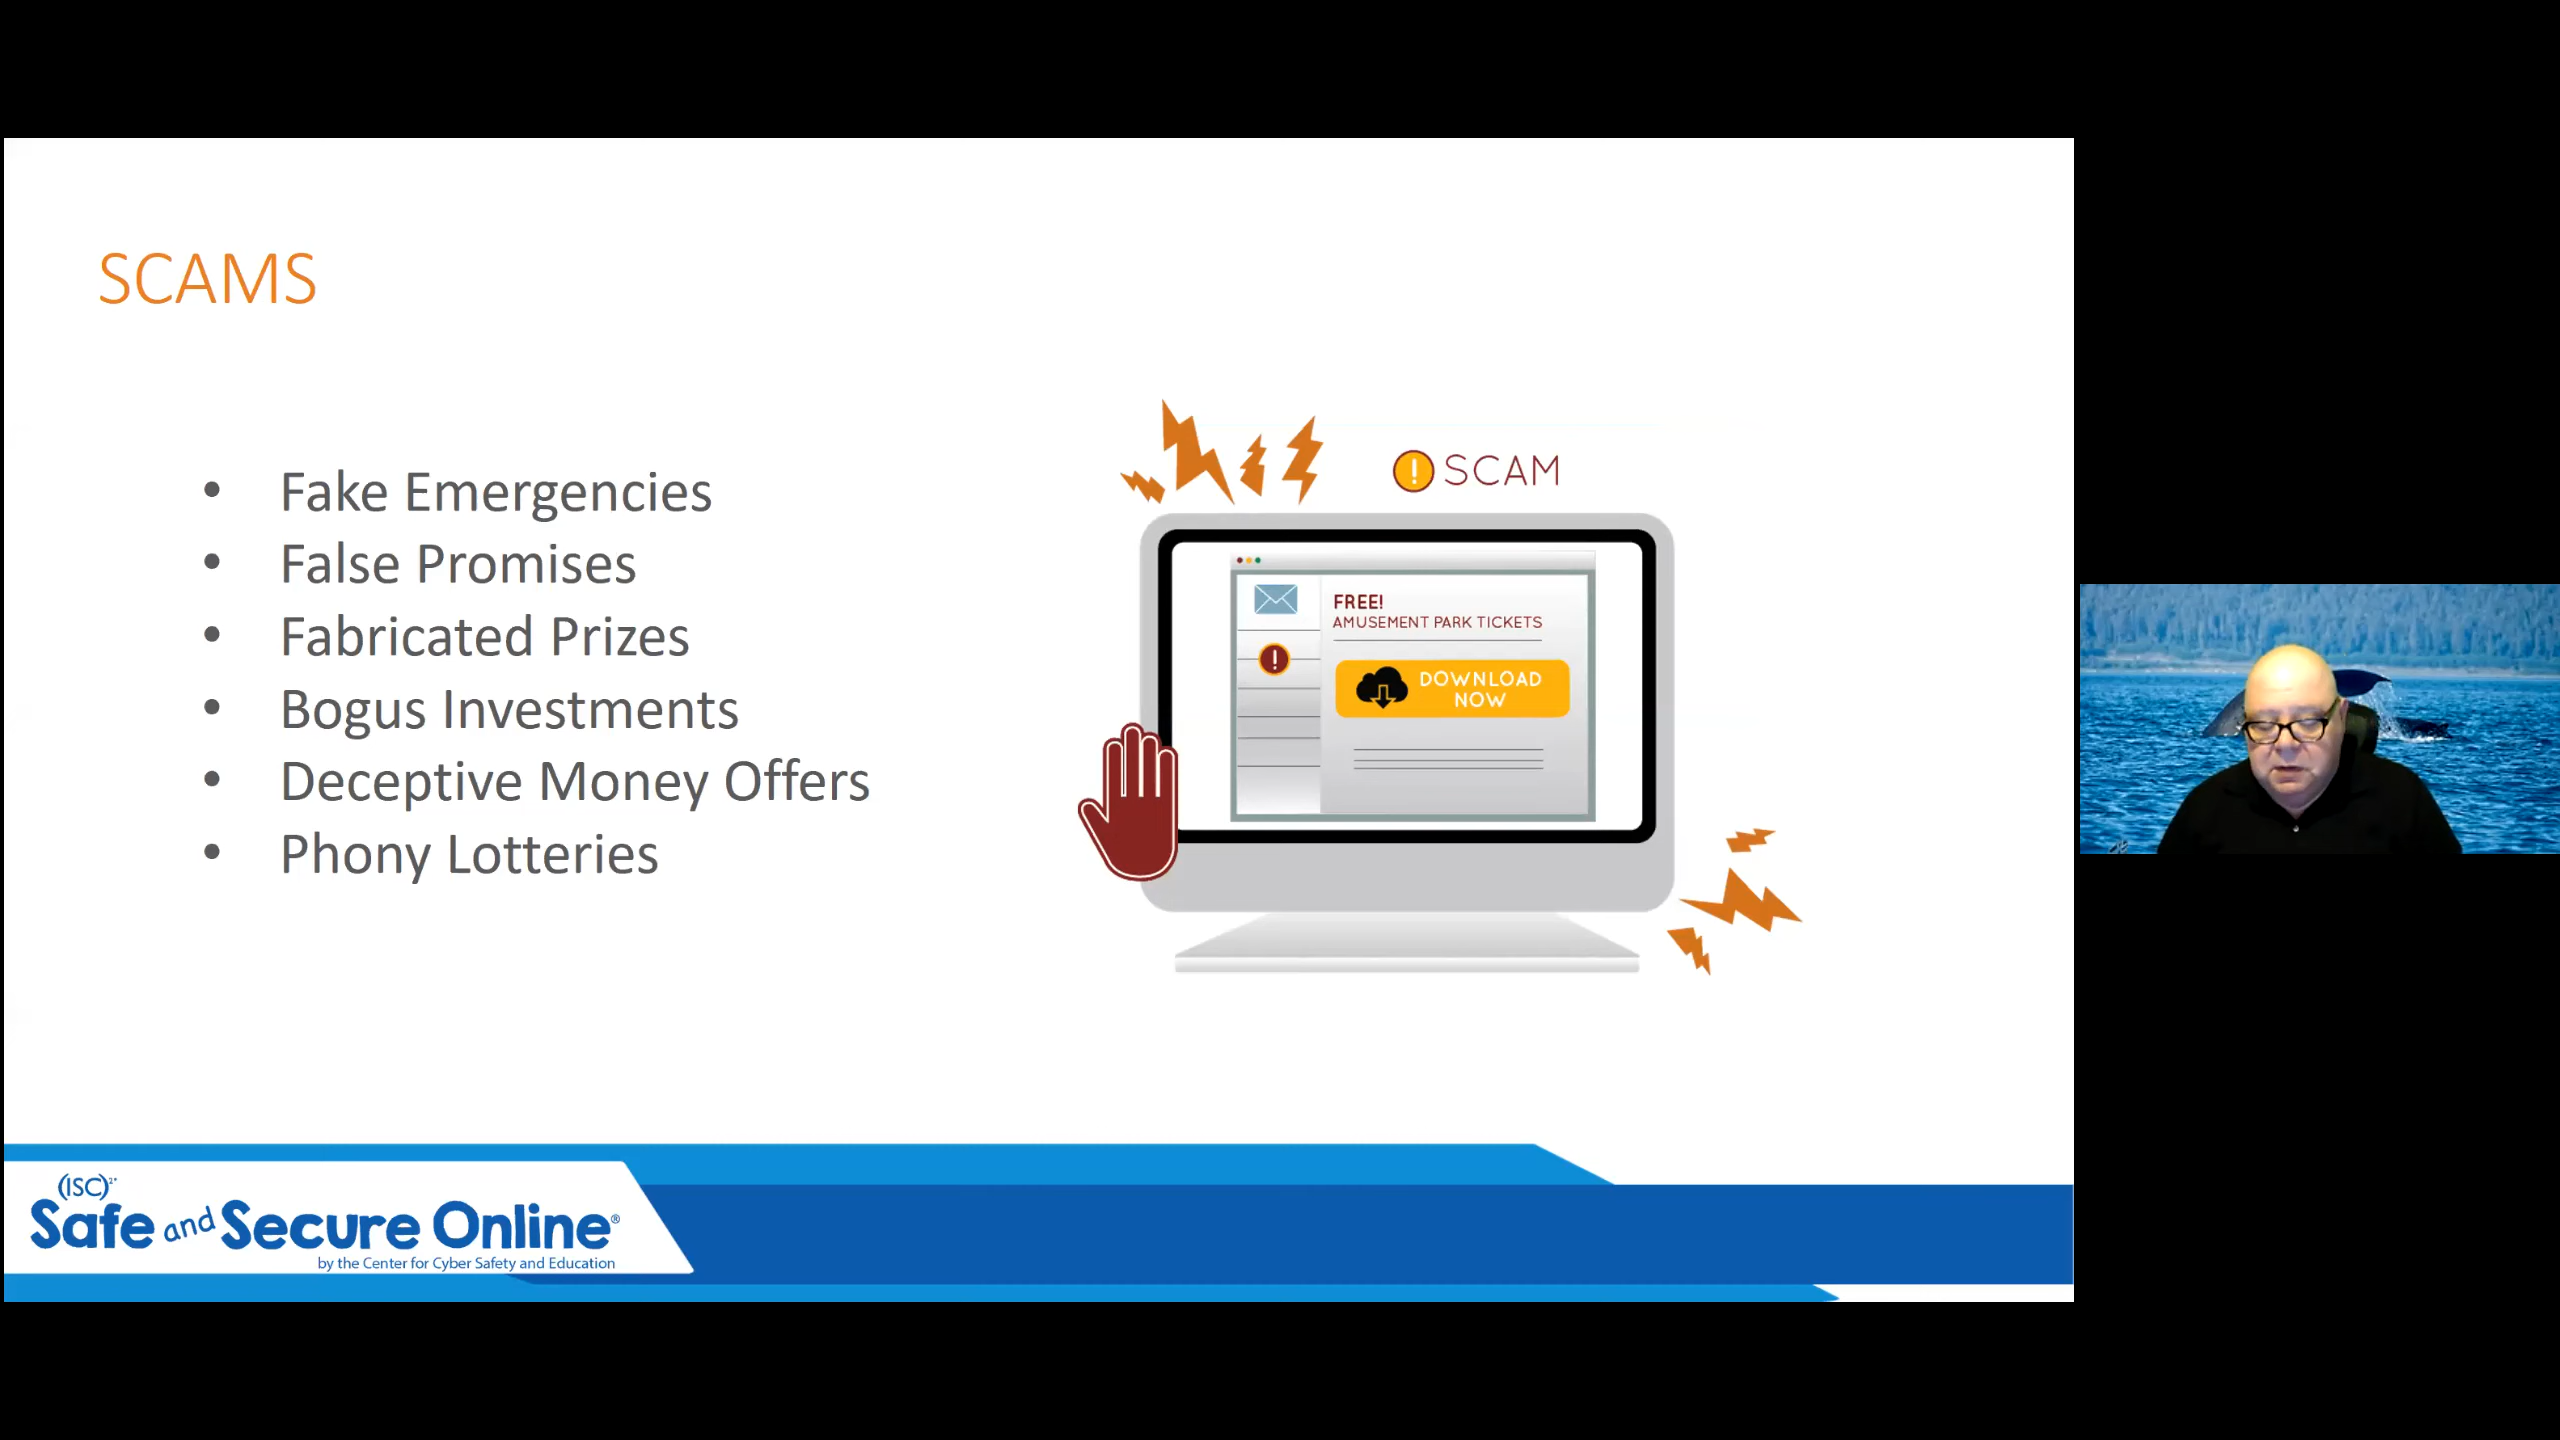 SCAMS
• Fake Emergencies
• False Promises
• Fabricated Prizes
• Bogus Investments
• Deceptive Money Offers
• Phony Lotteries
! SCAM
FREE!
AMUSEMENT PARK TICKETS
!
DOWNLOAD
NOW
(ISC)²®
Safe and Secure Online®
by the Center for Cyber Safety and Education